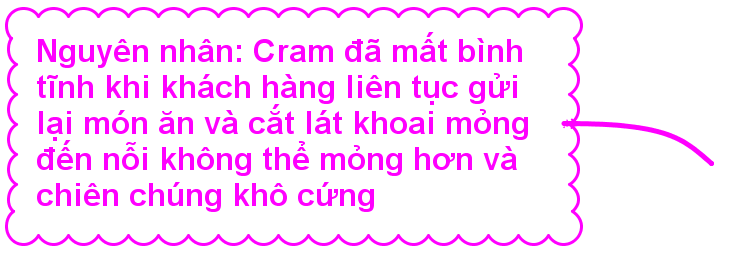 Nguyên nhân: Cram đã mất bình
tĩnh khi khách hàng liên tục gửi
lại món ăn và cắt lát khoai mỏng
đến nỗi không thể mỏng hơn và
chiên chúng khô cứng